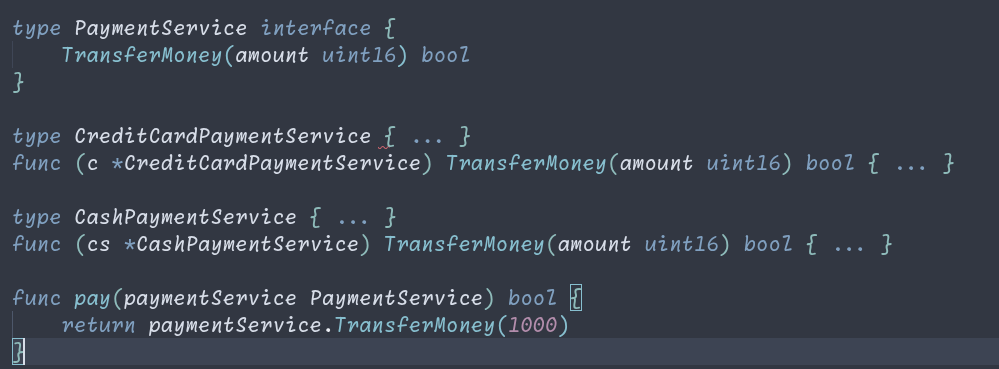 type PaymentService interface {
    TransferMoney(amount uint16) bool
}

type CreditCardPaymentService { ... }
func (c *CreditCardPaymentService) TransferMoney(amount uint16) bool { ... }

type CashPaymentService { ... }
func (cs *CashPaymentService) TransferMoney(amount uint16) bool { ... }

func pay(paymentService PaymentService) bool {
    return paymentService.TransferMoney(1000)
}